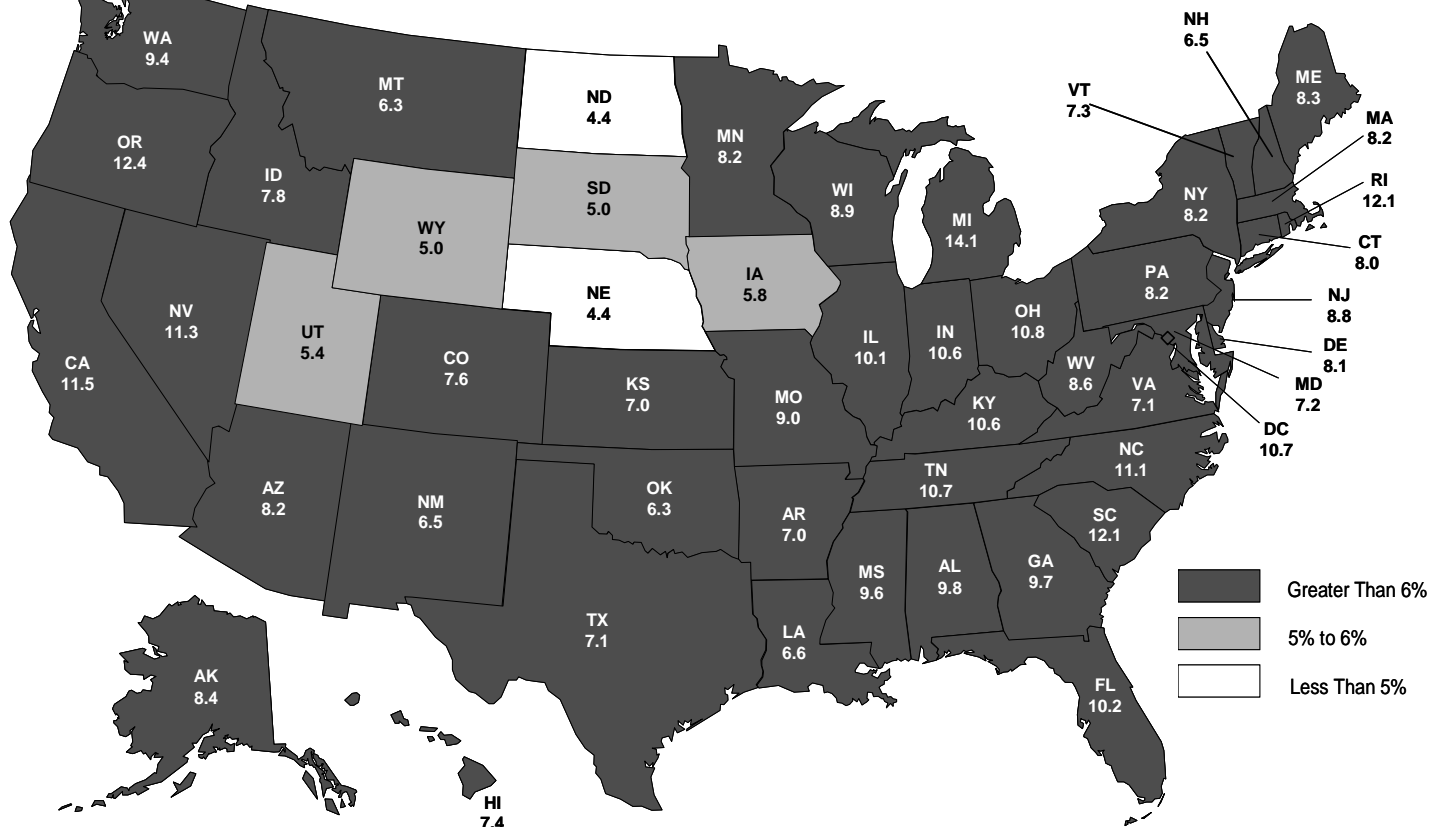 WA
9.4
MT
6.3
ND
4.4
MN
8.2
OR
12.4
ID
7.8
SD
5.0
WI
8.9
MI
14.1
NH
6.5
VT
7.3
ME
8.3
MA
8.2
NY
8.2
RI
12.1
CT
8.0
WY
5.0
IA
5.8
NE
4.4
PA
8.2
NJ
8.8
NV
11.3
UT
5.4
CO
7.6
CA
11.5
KS
7.0
MO
9.0
IL
10.1
IN
10.6
OH
10.8
WV
8.6
VA
7.1
DE
8.1
MD
7.2
DC
10.7
KY
10.6
TN
10.7
NC
11.1
AZ
8.2
NM
6.5
OK
6.3
AR
7.0
SC
12.1
MS
9.6
AL
9.8
GA
9.7
TX
7.1
LA
6.6
FL
10.2
AK
8.4
HI
7.4
Greater Than 6%
5% to 6%
Less Than 5%